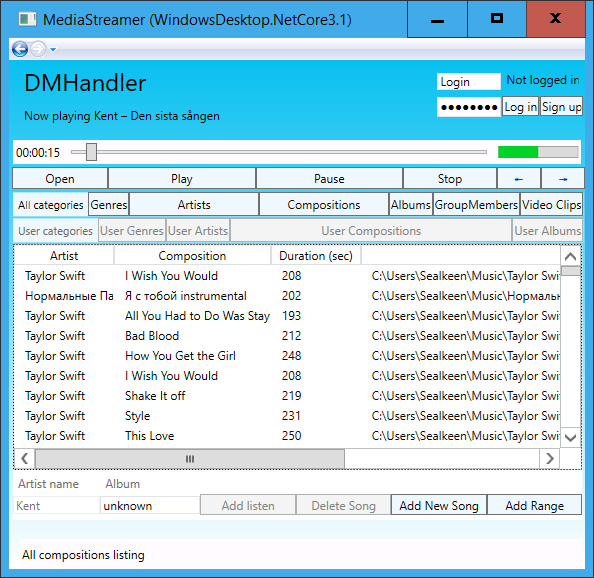 MediaStreamer (WindowsDesktop.NetCore3.1)
DMHandler
Login
Not logged in
Now playing Kent – Den sista sången
●●●●●●●● Log in Sign up
00:00:15
Open Play Pause Stop ← →
All categories Genres Artists Compositions Albums GroupMembers Video Clips
User categories User Genres User Artists User Compositions User Albums
Artist Composition Duration (sec)
Taylor Swift I Wish You Would 208 C:\Users\Sealkeen\Music\Taylor Swif
Нормальные Па Я с тобой instrumental 202 C:\Users\Sealkeen\Music\Нормальн
Taylor Swift All You Had to Do Was Stay 193 C:\Users\Sealkeen\Music\Taylor Swif
Taylor Swift Bad Blood 212 C:\Users\Sealkeen\Music\Taylor Swif
Taylor Swift How You Get the Girl 248 C:\Users\Sealkeen\Music\Taylor Swif
Taylor Swift I Wish You Would 208 C:\Users\Sealkeen\Music\Taylor Swif
Taylor Swift Shake It off 219 C:\Users\Sealkeen\Music\Taylor Swif
Taylor Swift Style 231 C:\Users\Sealkeen\Music\Taylor Swif
Taylor Swift This Love 250 C:\Users\Sealkeen\Music\Taylor Swif
Artist name Album
Kent unknown Add listen Delete Song Add New Song Add Range
All compositions listing